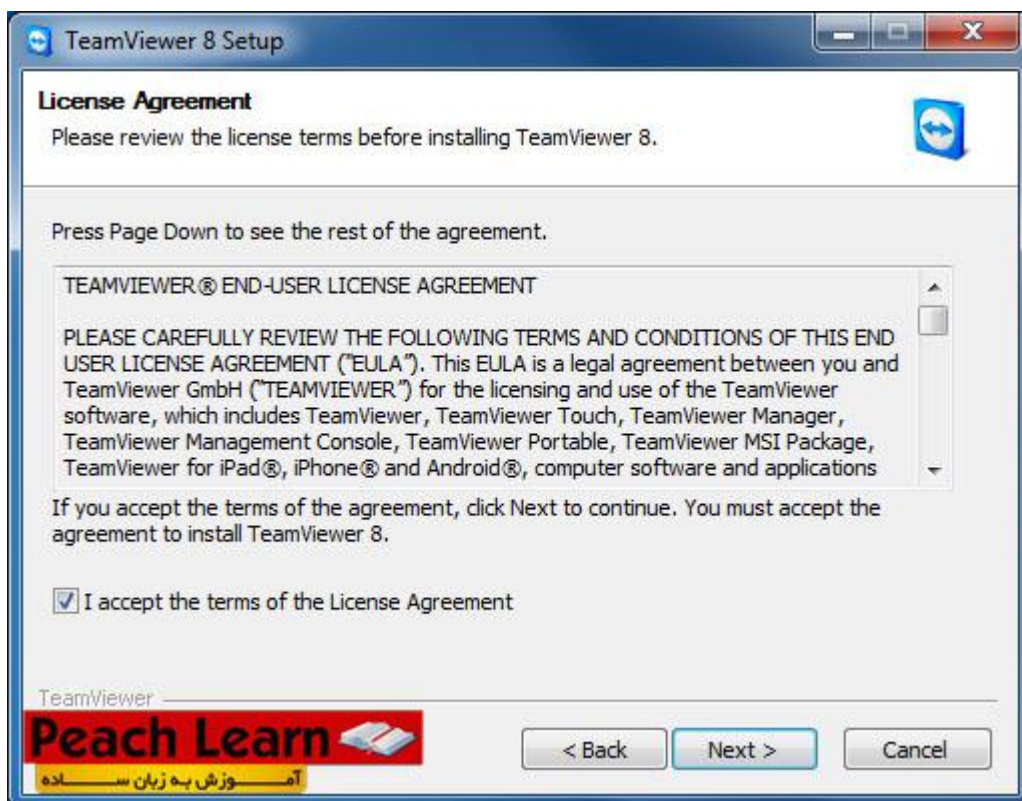 TeamViewer 8 Setup
License Agreement
Please review the license terms before installing TeamViewer 8.
Press Page Down to see the rest of the agreement.
TEAMVIEWER® END-USER LICENSE AGREEMENT
PLEASE CAREFULLY REVIEW THE FOLLOWING TERMS AND CONDITIONS OF THIS END
USER LICENSE AGREEMENT ("EULA"). This EULA is a legal agreement between you and
TeamViewer GmbH ("TEAMVIEWER") for the licensing and use of the TeamViewer
software, which includes TeamViewer, TeamViewer Touch, TeamViewer Manager,
TeamViewer Management Console, TeamViewer Portable, TeamViewer MSI Package,
TeamViewer for iPad®, iPhone® and Android®, computer software and applications
If you accept the terms of the agreement, click Next to continue. You must accept the
agreement to install TeamViewer 8.
I accept the terms of the License Agreement
TeamViewer
Peach Learn
آمـــوزش به زبان ســـاده
< Back
Next >
Cancel